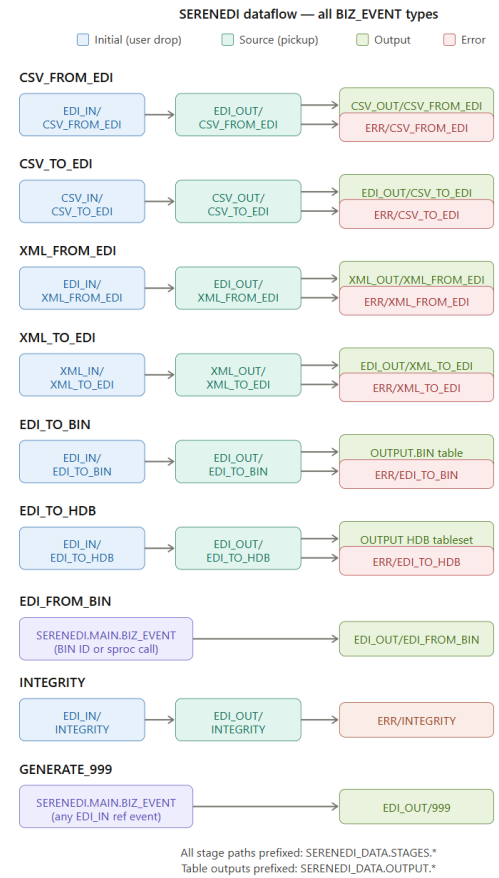 SERENEDI dataflow — all BIZ_EVENT types
Initial (user drop)
Source (pickup)
Output
Error
CSV_FROM_EDI
EDI_IN/
CSV_FROM_EDI
EDI_OUT/
CSV_FROM_EDI
CSV_OUT/CSV_FROM_EDI
ERR/CSV_FROM_EDI
CSV_TO_EDI
CSV_IN/
CSV_TO_EDI
CSV_OUT/
CSV_TO_EDI
EDI_OUT/CSV_TO_EDI
ERR/CSV_TO_EDI
XML_FROM_EDI
EDI_IN/
XML_FROM_EDI
EDI_OUT/
XML_FROM_EDI
XML_OUT/XML_FROM_EDI
ERR/XML_FROM_EDI
XML_TO_EDI
XML_IN/
XML_TO_EDI
XML_OUT/
XML_TO_EDI
EDI_OUT/XML_TO_EDI
ERR/XML_TO_EDI
EDI_TO_BIN
EDI_IN/
EDI_TO_BIN
EDI_OUT/
EDI_TO_BIN
OUTPUT.BIN table
ERR/EDI_TO_BIN
EDI_TO_HDB
EDI_IN/
EDI_TO_HDB
EDI_OUT/
EDI_TO_HDB
OUTPUT HDB tableset
ERR/EDI_TO_HDB
EDI_FROM_BIN
SERENEDI.MAIN.BIZ_EVENT
(BIN ID or sproc call)
EDI_OUT/EDI_FROM_BIN
INTEGRITY
EDI_IN/
INTEGRITY
EDI_OUT/
INTEGRITY
ERR/INTEGRITY
GENERATE_999
SERENEDI.MAIN.BIZ_EVENT
(any EDI_IN ref event)
EDI_OUT/999
All stage paths prefixed: SERENEDI_DATA.STAGES.*
Table outputs prefixed: SERENEDI_DATA.OUTPUT.*